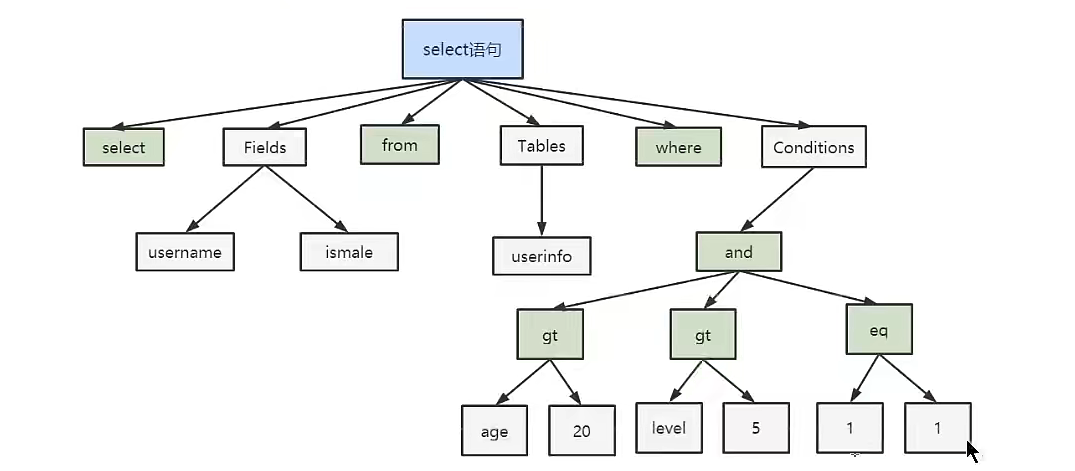 select语句
select
Fields
from
Tables
where
Conditions
username
ismale
userinfo
and
gt
gt
eq
age
20
level
5
1
1